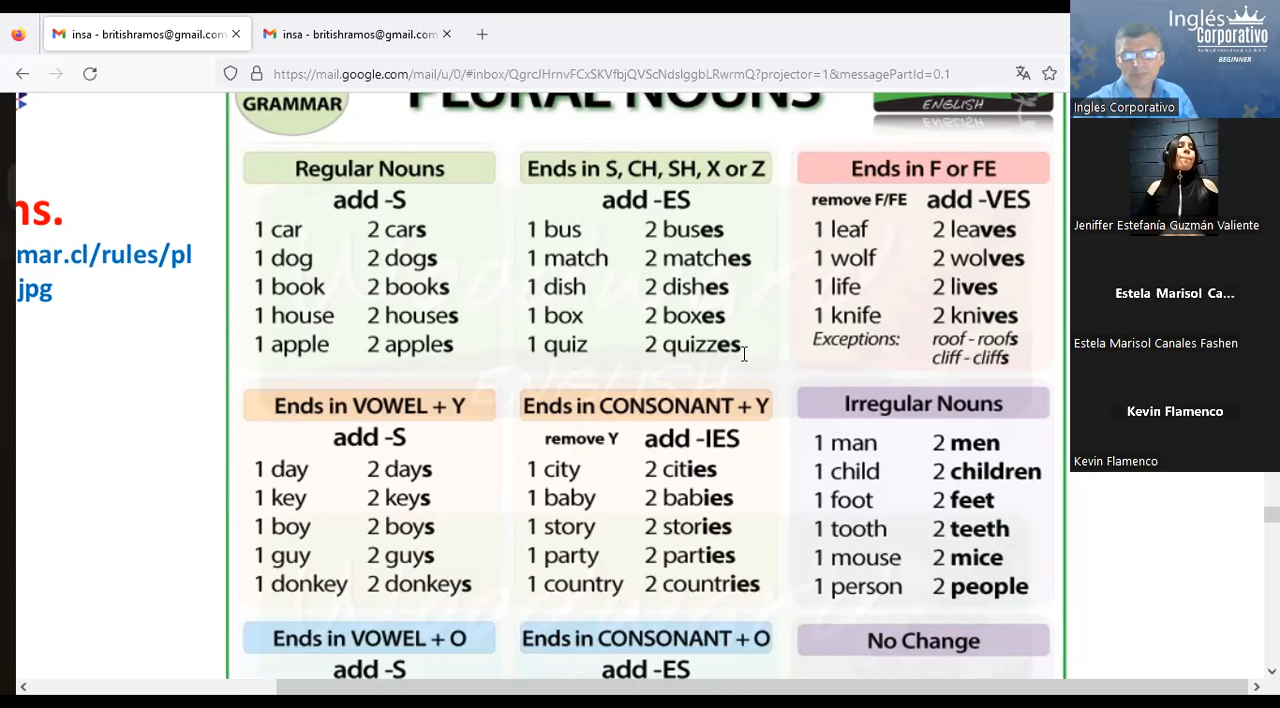 insa - britishramos@gmail.com
insa - britishramos@gmail.com
https://mail.google.com/mail/u/0/#inbox/QgrcJHrnvFCxSKVfbjQVScNdslggbLRwrmQ?projector=1&messagePartId=0.1
GRAMMAR
PLURAL NOUNS
ENGLISH
ns.
mar.cl/rules/pl
jpg
Regular Nouns
add -S
1 car 2 cars
1 dog 2 dogs
1 book 2 books
1 house 2 houses
1 apple 2 apples
Ends in S, CH, SH, X or Z
add -ES
1 bus 2 buses
1 match 2 matches
1 dish 2 dishes
1 box 2 boxes
1 quiz 2 quizzes
Ends in F or FE
remove F/FE add -VES
1 leaf 2 leaves
1 wolf 2 wolves
1 life 2 lives
1 knife 2 knives
Exceptions: roof - roofs
cliff - cliffs
Ends in VOWEL + Y
add -S
1 day 2 days
1 key 2 keys
1 boy 2 boys
1 guy 2 guys
1 donkey 2 donkeys
Ends in CONSONANT + Y
remove Y add -IES
1 city 2 cities
1 baby 2 babies
1 story 2 stories
1 party 2 parties
1 country 2 countries
Irregular Nouns
1 man 2 men
1 child 2 children
1 foot 2 feet
1 tooth 2 teeth
1 mouse 2 mice
1 person 2 people
Ends in VOWEL + O
add -S
Ends in CONSONANT + O
add -ES
No Change
Inglés
Corporativo
BEGINNER
Ingles Corporativo
Jeniffer Estefanía Guzmán Valiente
Estela Marisol Ca...
Estela Marisol Canales Fashen
Kevin Flamenco
Kevin Flamenco